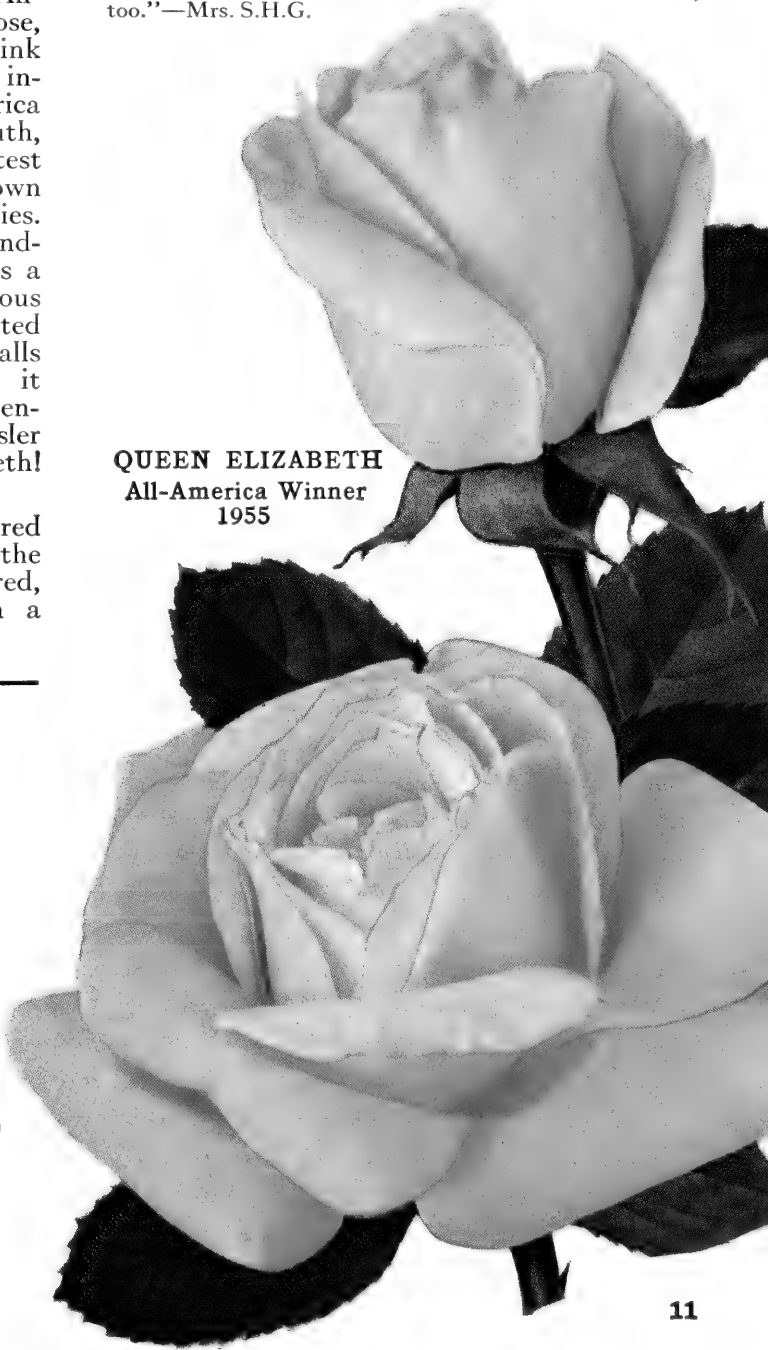 too."—Mrs. S.H.G.
ose,
ink
in-
rica
uth,
test
own
ies.
nd-
s a
ous
ted
alls
it
en-
sler
eth!
red
the
red,
a
QUEEN ELIZABETH
All-America Winner
1955
11